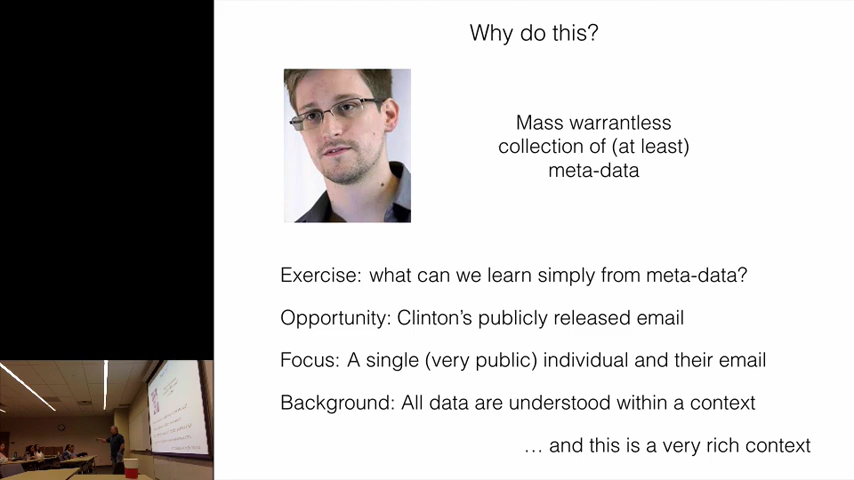 Why do this?
Mass warrantless
collection of (at least)
meta-data
Exercise: what can we learn simply from meta-data?
Opportunity: Clinton's publicly released email
Focus: A single (very public) individual and their email
Background: All data are understood within a context
… and this is a very rich context